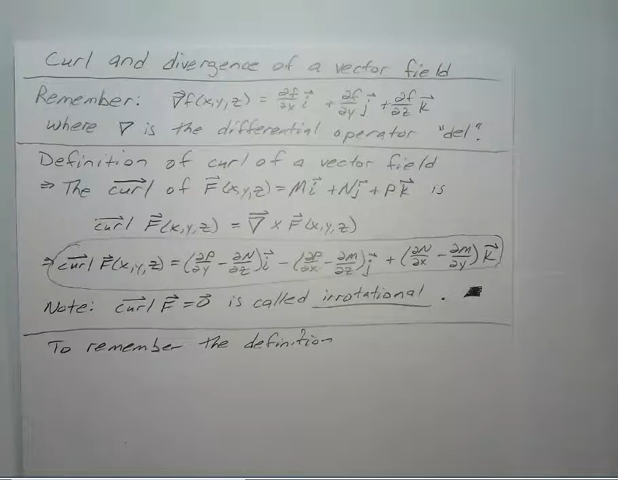 Curl and divergence of a vector field
Remember: ∇⃗f(x,y,z) = ∂f/∂x i⃗ + ∂f/∂y j⃗ + ∂f/∂z k⃗
where ∇ is the differential operator "del".
Definition of curl of a vector field
⇒ The curl⃗ of F⃗(x,y,z) = Mi⃗ + Nj⃗ + Pk⃗ is
curl⃗ F⃗(x,y,z) = ∇⃗ × F⃗(x,y,z)
⇒ curl⃗ F⃗(x,y,z) = (∂P/∂y - ∂N/∂z)i⃗ - (∂P/∂x - ∂M/∂z)j⃗ + (∂N/∂x - ∂M/∂y)k⃗
Note: curl⃗ F⃗ = 0⃗ is called irrotational.
To remember the definition